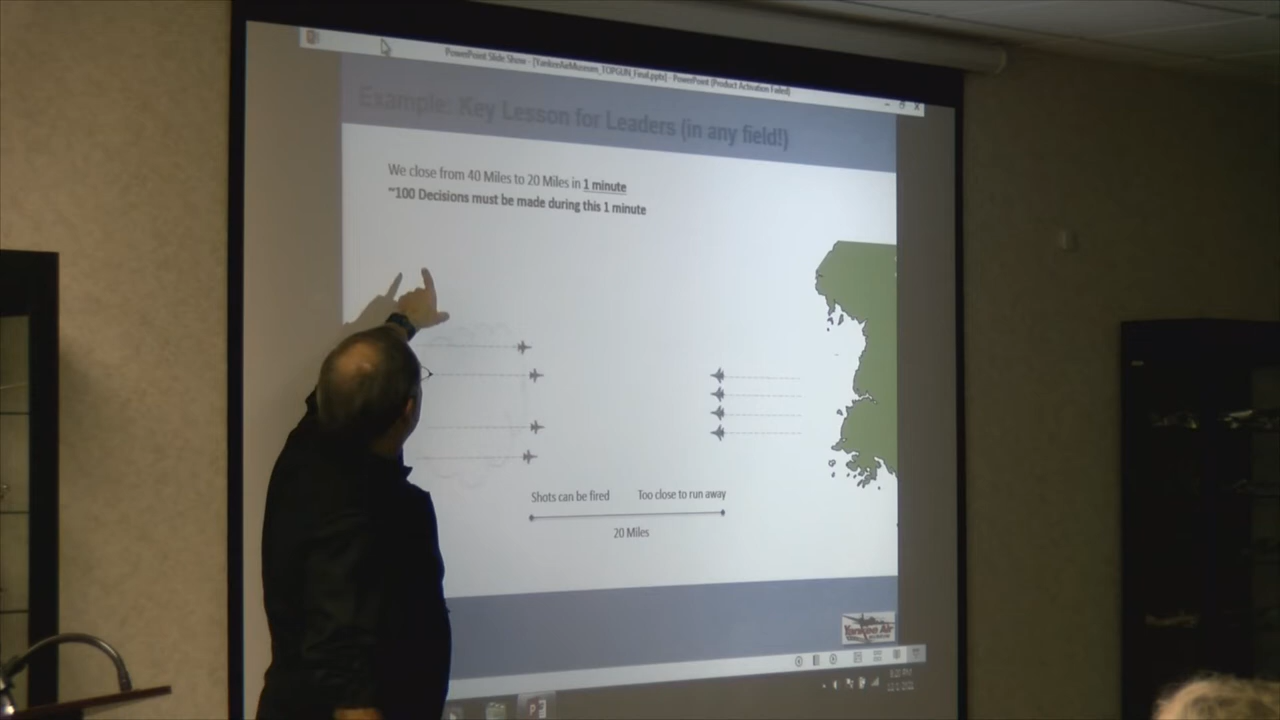 PowerPoint Slide Show - [YankeeAirMuseum_TOPGUN_Final.pptx] - PowerPoint (Product Activation Failed)
Example: Key Lesson for Leaders (in any field!)
We close from 40 Miles to 20 Miles in 1 minute
~100 Decisions must be made during this 1 minute
Shots can be fired
Too close to run away
20 Miles
Yankee Air